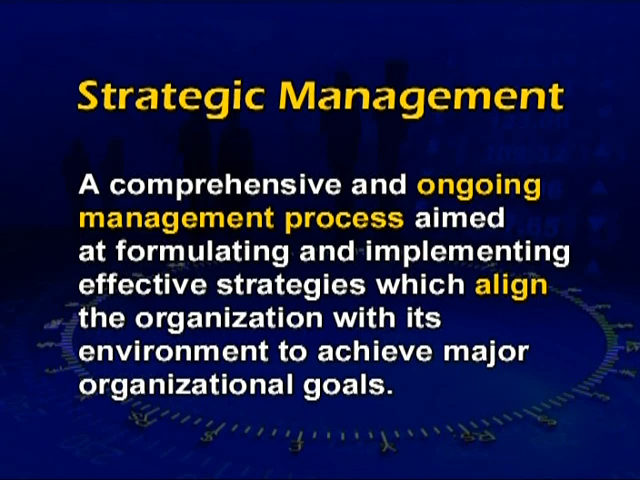 Strategic Management
A comprehensive and ongoing
management process aimed
at formulating and implementing
effective strategies which align
the organization with its
environment to achieve major
organizational goals.